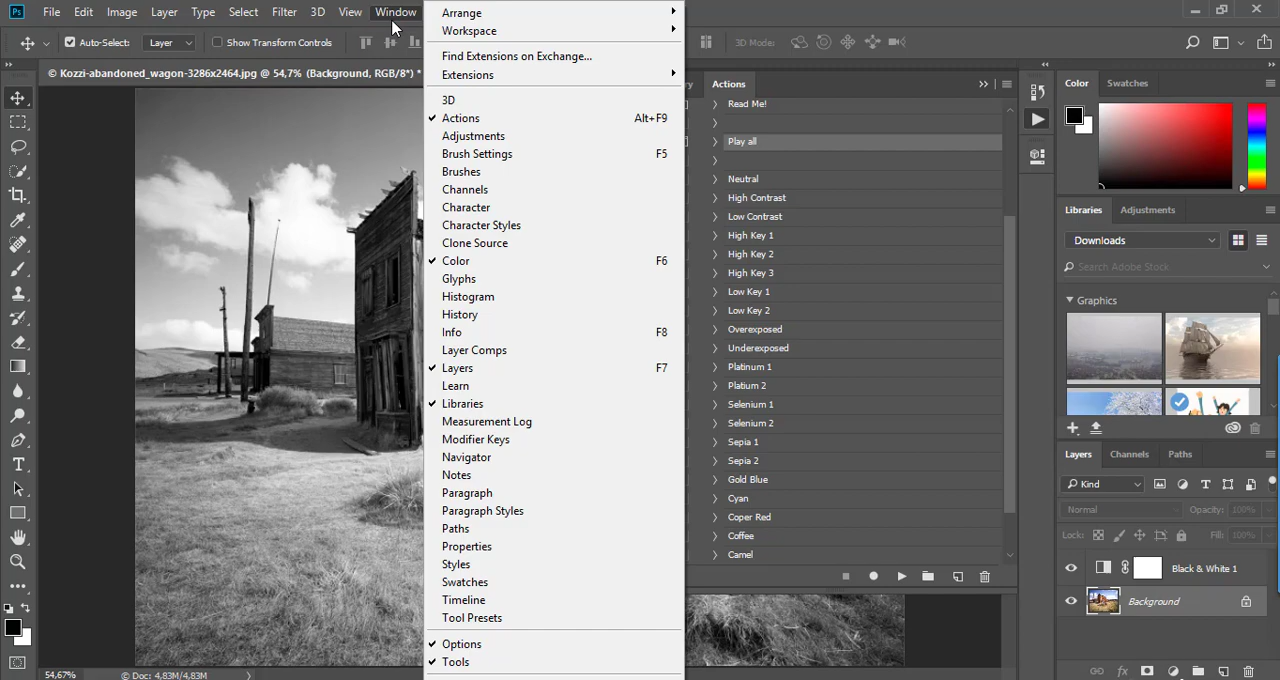 Ps File Edit Image Layer Type Select Filter 3D View Window
Auto-Select: Layer Show Transform Controls 3D Mode:
© Kozzi-abandoned_wagon-3286x2464.jpg @ 54,7% (Background, RGB/8*) *
Arrange
Workspace
Find Extensions on Exchange...
Extensions
3D
Actions Alt+F9
Adjustments
Brush Settings F5
Brushes
Channels
Character
Character Styles
Clone Source
Color F6
Glyphs
Histogram
History
Info F8
Layer Comps
Layers F7
Learn
Libraries
Measurement Log
Modifier Keys
Navigator
Notes
Paragraph
Paragraph Styles
Paths
Properties
Styles
Swatches
Timeline
Tool Presets
Options
Tools
Actions
Read Me!
Play all
Neutral
High Contrast
Low Contrast
High Key 1
High Key 2
High Key 3
Low Key 1
Low Key 2
Overexposed
Underexposed
Platinum 1
Platium 2
Selenium 1
Selenium 2
Sepia 1
Sepia 2
Gold Blue
Cyan
Coper Red
Coffee
Camel
Color Swatches
Libraries Adjustments
Downloads
Search Adobe Stock
Graphics
Layers Channels Paths
Kind
Normal Opacity: 100%
Lock: Fill: 100%
Black & White 1
Background
54,67% Doc: 4,83M/4,83M